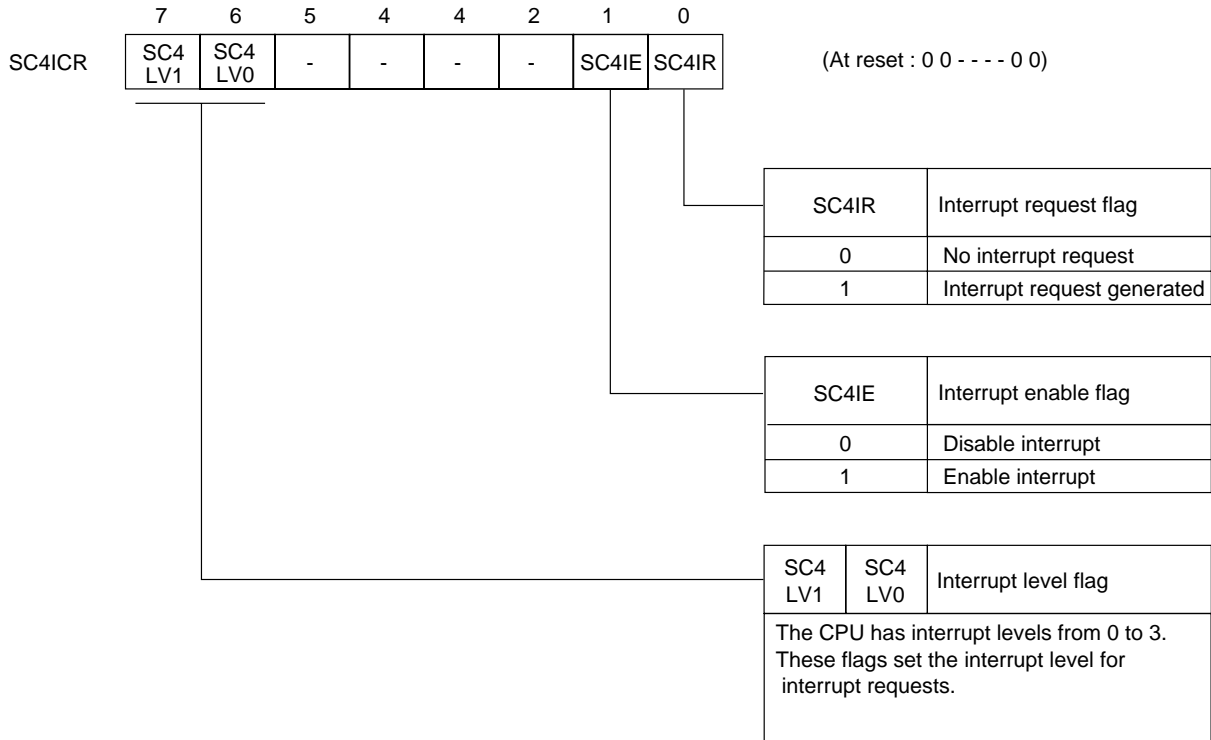 7 6 5 4 4 2 1 0
SC4ICR SC4 LV1 SC4 LV0 - - - - SC4IE SC4IR (At reset : 0 0 - - - - 0 0)
SC4IR Interrupt request flag
0 No interrupt request
1 Interrupt request generated
SC4IE Interrupt enable flag
0 Disable interrupt
1 Enable interrupt
SC4 LV1 SC4 LV0 Interrupt level flag
The CPU has interrupt levels from 0 to 3.
These flags set the interrupt level for
interrupt requests.